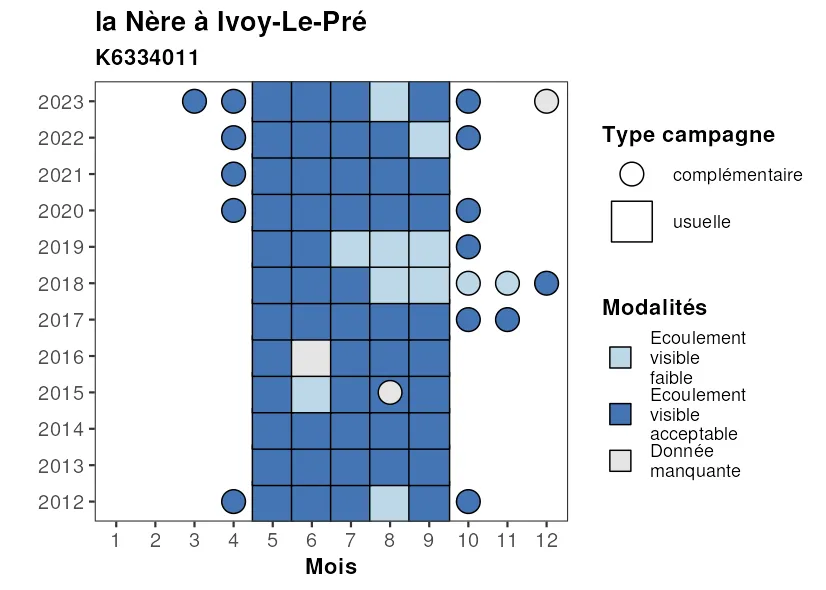 la Nère à Ivoy-Le-Pré
K6334011
2023
2022
2021
2020
2019
2018
2017
2016
2015
2014
2013
2012
1 2 3 4 5 6 7 8 9 10 11 12
Mois
Type campagne
complémentaire
usuelle
Modalités
Ecoulement
visible
faible
Ecoulement
visible
acceptable
Donnée
manquante